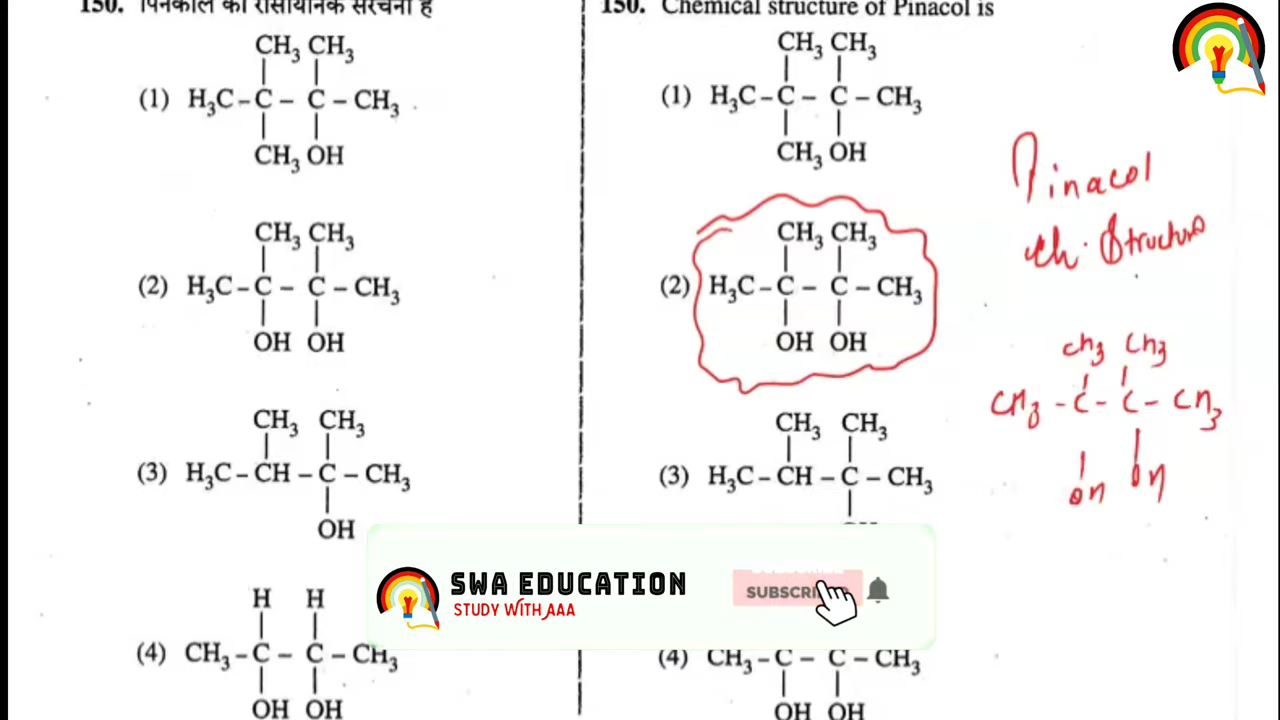 150. पिनकॉल की रासायनिक संरचना है
CH3 CH3
(1) H3C – C – C – CH3
CH3 OH
CH3 CH3
(2) H3C – C – C – CH3
OH OH
CH3 CH3
(3) H3C – CH – C – CH3
OH
H H
(4) CH3 – C – C – CH3
OH OH
150. Chemical structure of Pinacol is
CH3 CH3
(1) H3C – C – C – CH3
CH3 OH
CH3 CH3
(2) H3C – C – C – CH3
OH OH
CH3 CH3
(3) H3C – CH – C – CH3
(4) CH3 – C – C – CH3
OH OH
Pinacol
ch. Structure
CH3 CH3
CH3 – C – C – CH3
OH OH
SWA EDUCATION
STUDY WITH AAA